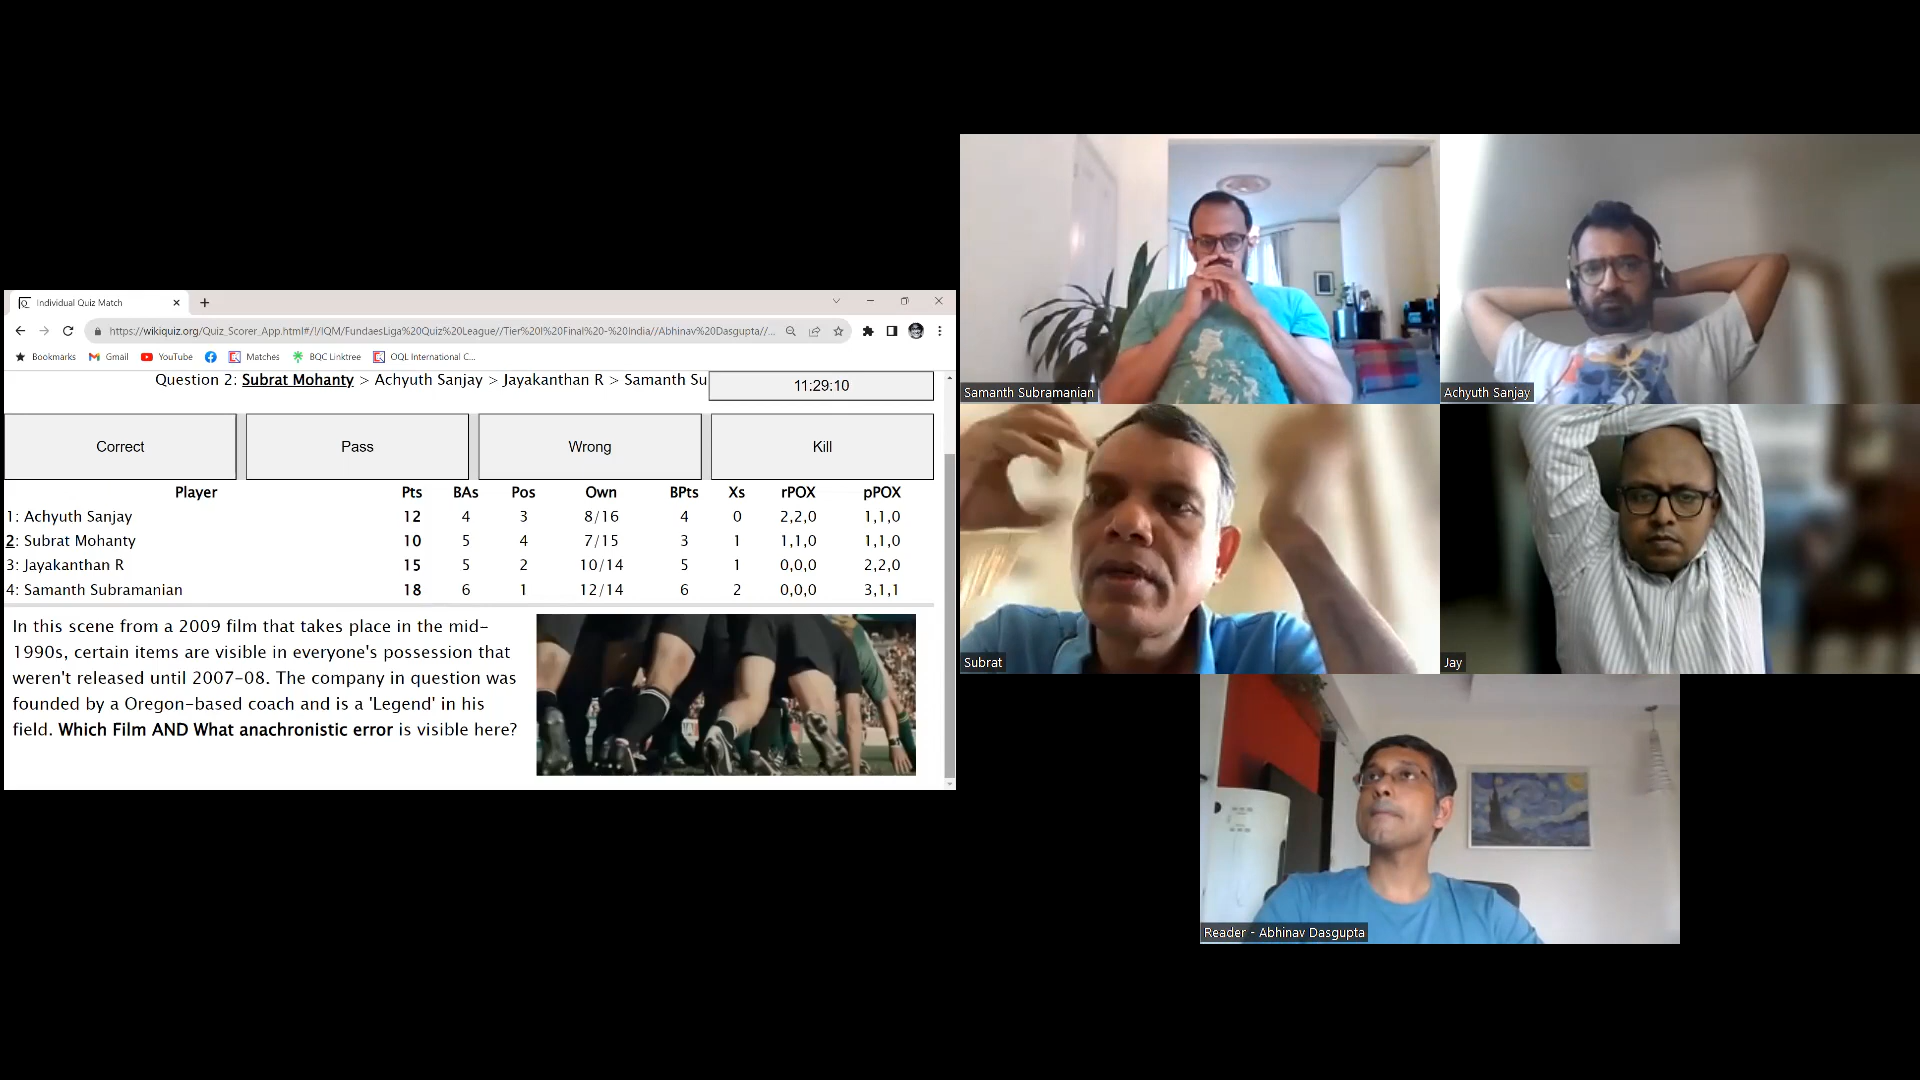 Individual Quiz Match
https://wikiquiz.org/Quiz_Scorer_App.html#/!/IQM/FundaesLiga%20Quiz%20League//Tier%20I%20Final%20-%20India//Abhinav%20Dasgupta//...
Bookmarks Gmail YouTube Matches BQC Linktree OQL International C...
Question 2: Subrat Mohanty > Achyuth Sanjay > Jayakanthan R > Samanth Su
11:29:10
Correct Pass Wrong Kill
Player Pts BAs Pos Own BPts Xs rPOX pPOX
1: Achyuth Sanjay 12 4 3 8/16 4 0 2,2,0 1,1,0
2: Subrat Mohanty 10 5 4 7/15 3 1 1,1,0 1,1,0
3: Jayakanthan R 15 5 2 10/14 5 1 0,0,0 2,2,0
4: Samanth Subramanian 18 6 1 12/14 6 2 0,0,0 3,1,1
In this scene from a 2009 film that takes place in the mid-
1990s, certain items are visible in everyone's possession that
weren't released until 2007-08. The company in question was
founded by a Oregon-based coach and is a 'Legend' in his
field. Which Film AND What anachronistic error is visible here?
Samanth Subramanian
Achyuth Sanjay
Subrat
Jay
Reader - Abhinav Dasgupta